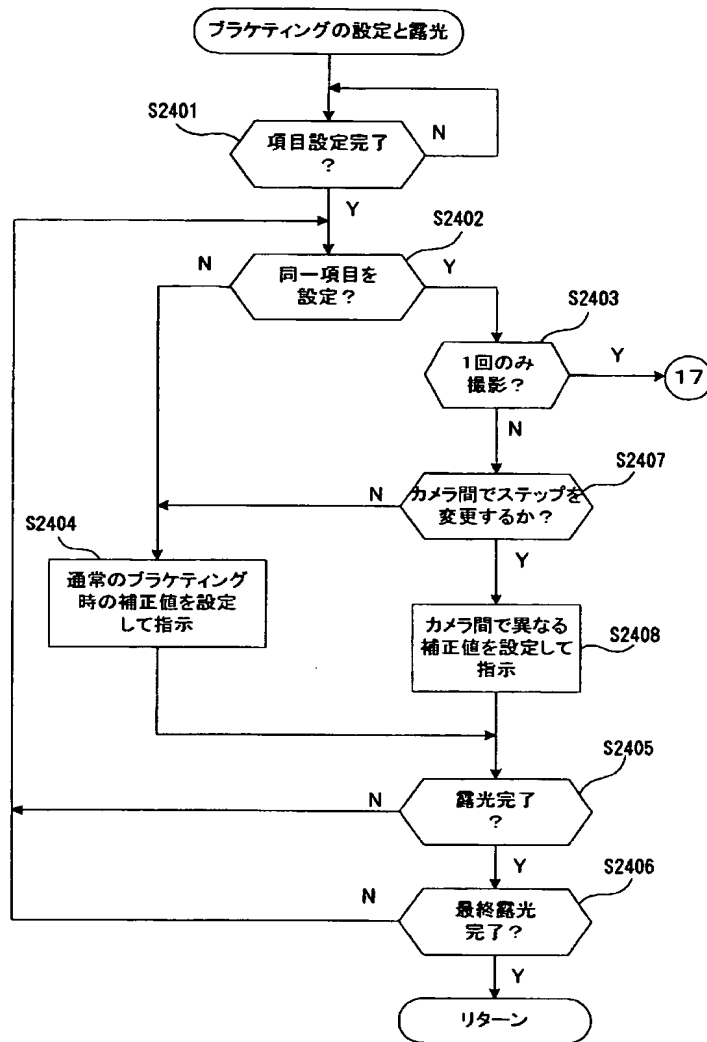 ブラケティングの設定と露光
S2401
項目設定完了
?
N
Y
S2402
N
同一項目を
設定?
Y
S2403
1回のみ
撮影?
Y
17
N
S2407
N
カメラ間でステップを
変更するか?
S2404
Y
通常のブラケティング
時の補正値を設定
して指示
カメラ間で異なる
補正値を設定して
指示
S2408
S2405
N
露光完了
?
Y
S2406
N
最終露光
完了?
Y
リターン